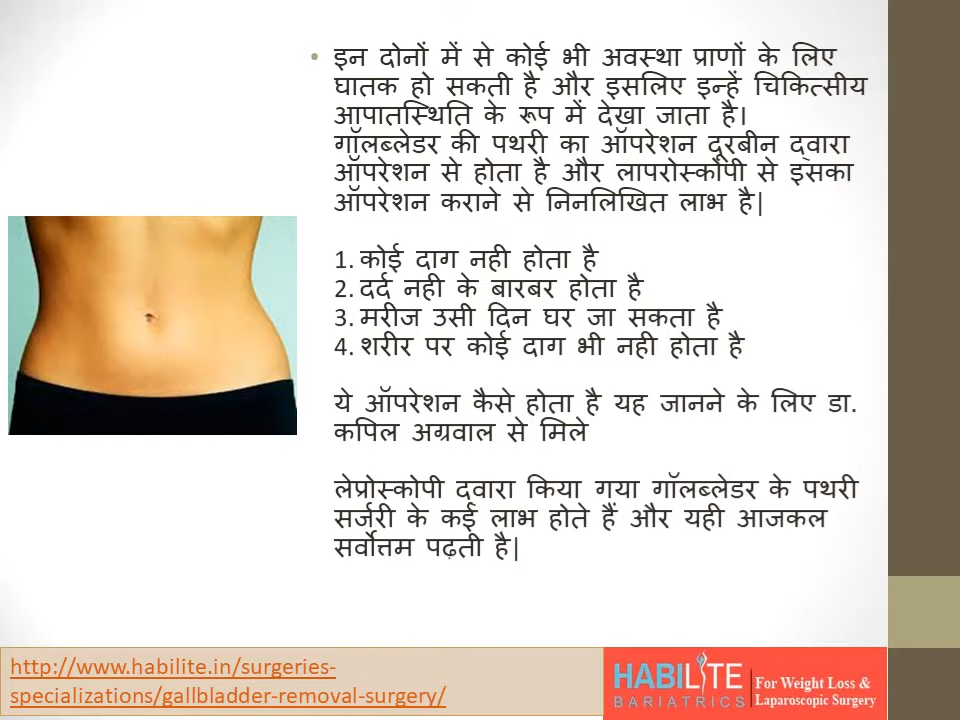 • इन दोनों में से कोई भी अवस्था प्राणों के लिए
घातक हो सकती है और इसलिए इन्हें चिकित्सीय
आपातस्थिति के रूप में देखा जाता है।
गॉलब्लेडर की पथरी का ऑपरेशन दूरबीन द्वारा
ऑपरेशन से होता है और लापरोस्कोपी से इसका
ऑपरेशन कराने से निनलिखित लाभ है|
1. कोई दाग नही होता है
2. दर्द नही के बारबर होता है
3. मरीज उसी दिन घर जा सकता है
4. शरीर पर कोई दाग भी नही होता है
ये ऑपरेशन कैसे होता है यह जानने के लिए डा.
कपिल अग्रवाल से मिले
लेप्रोस्कोपी दवारा किया गया गॉलब्लेडर के पथरी
सर्जरी के कई लाभ होते हैं और यही आजकल
सर्वोत्तम पढ़ती है|
http://www.habilite.in/surgeries-
specializations/gallbladder-removal-surgery/
HABILITE
BARIATRICS
For Weight Loss &
Laparoscopic Surgery